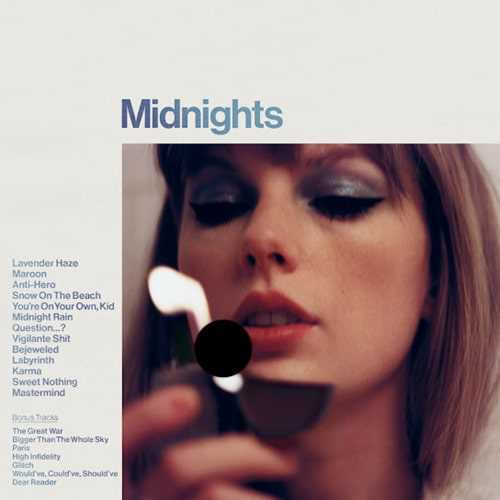 Midnights
Lavender Haze
Maroon
Anti-Hero
Snow On The Beach
You're On Your Own, Kid
Midnight Rain
Question...?
Vigilante Shit
Bejeweled
Labyrinth
Karma
Sweet Nothing
Mastermind
Bonus Tracks
The Great War
Bigger Than The Whole Sky
Paris
High Infidelity
Glitch
Would've, Could've, Should've
Dear Reader